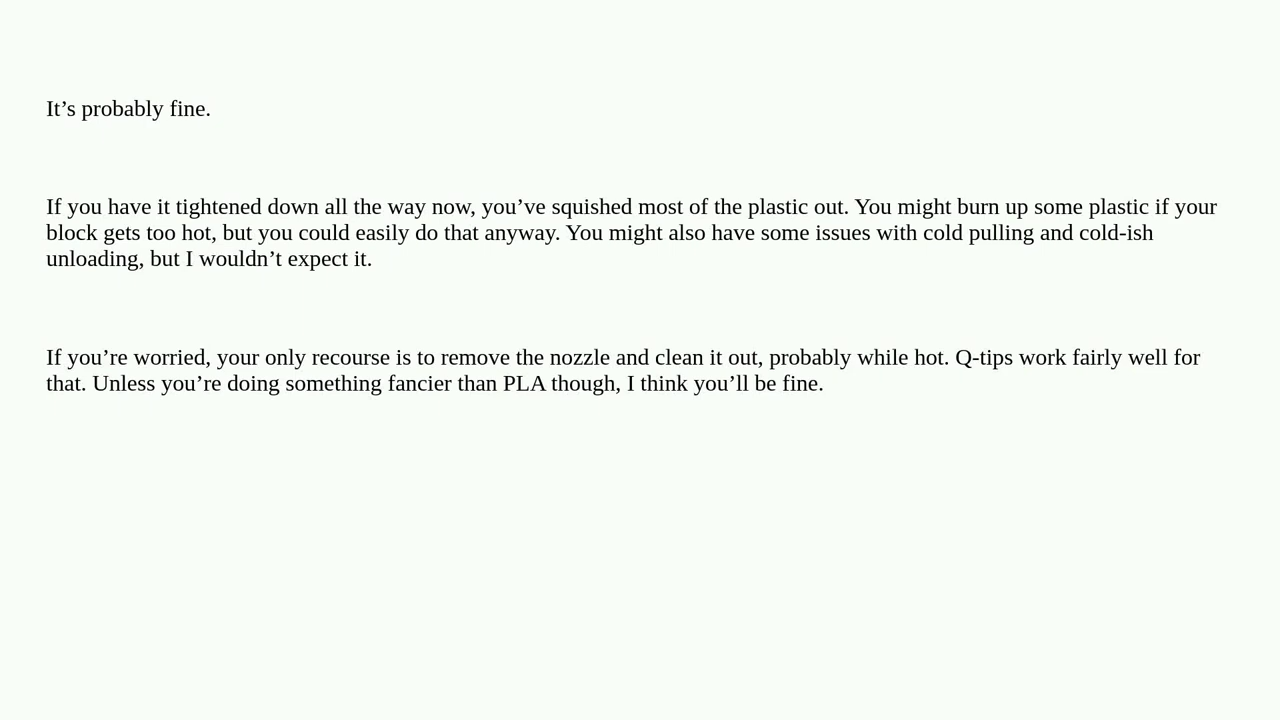 It’s probably fine.
If you have it tightened down all the way now, you’ve squished most of the plastic out. You might burn up some plastic if your
block gets too hot, but you could easily do that anyway. You might also have some issues with cold pulling and cold-ish
unloading, but I wouldn’t expect it.
If you’re worried, your only recourse is to remove the nozzle and clean it out, probably while hot. Q-tips work fairly well for
that. Unless you’re doing something fancier than PLA though, I think you’ll be fine.